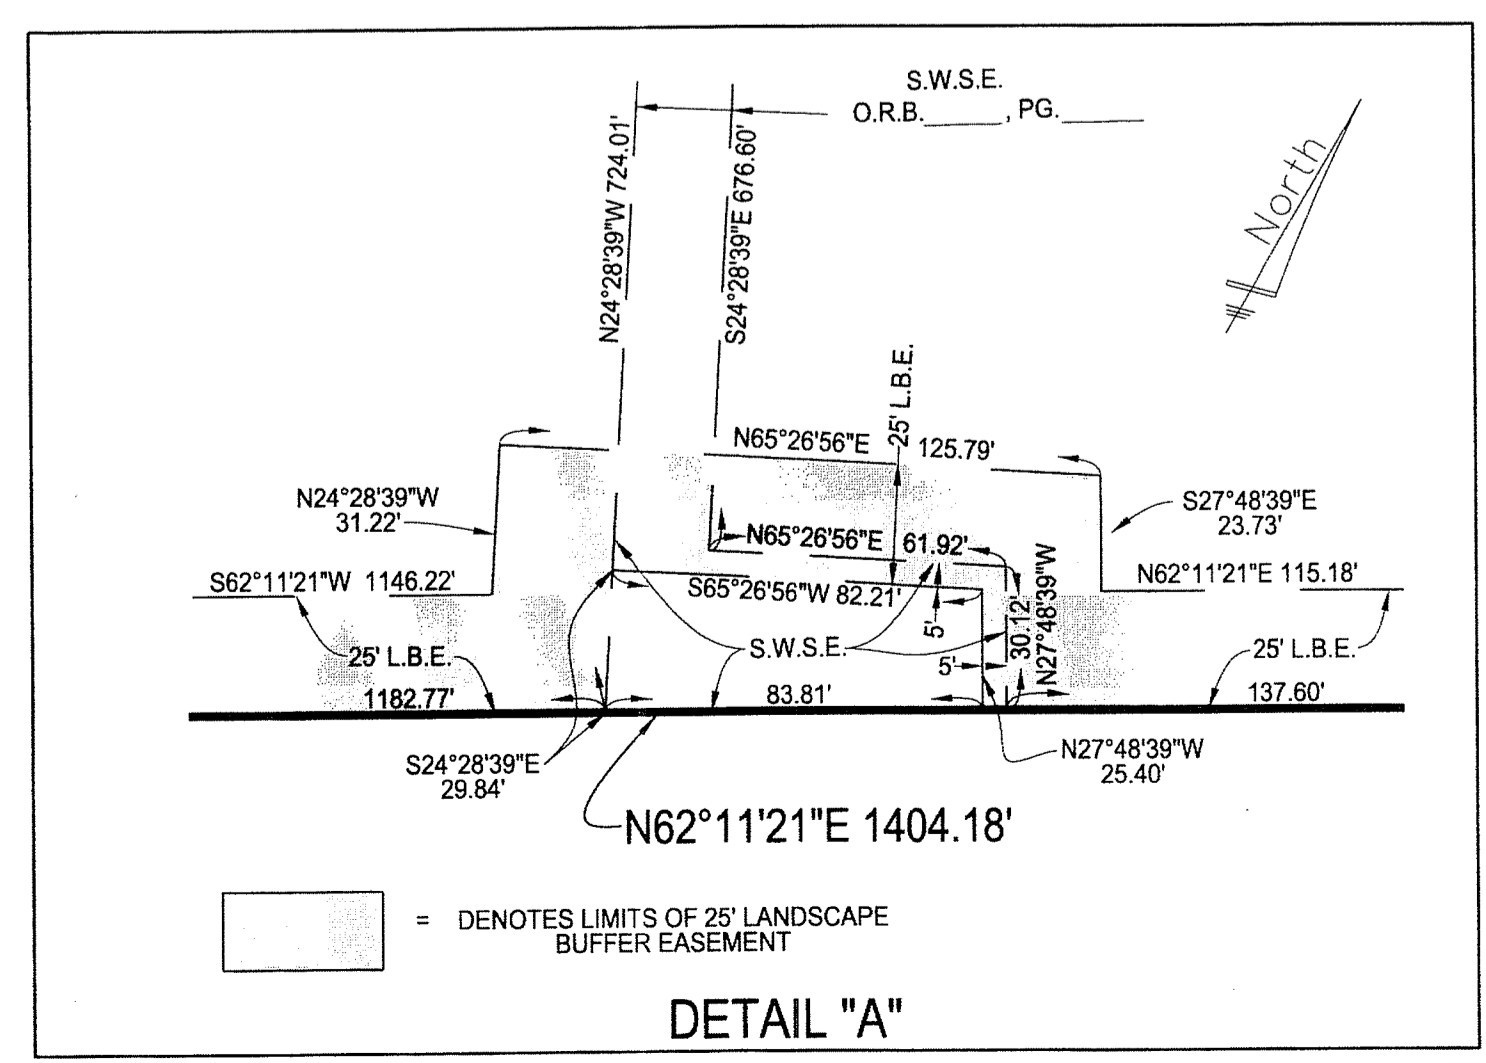 S.W.S.E.
O.R.B.______, PG.______
North
N24°28'39"W 724.01'
S24°28'39"E 676.60'
25' L.B.E.
N65°26'56"E 125.79'
N24°28'39"W
31.22'
S27°48'39"E
23.73'
N65°26'56"E 61.92'
S62°11'21"W 1146.22'
S65°26'56"W 82.21'
5'
30.12'
N27°48'39"W
N62°11'21"E 115.18'
25' L.B.E.
S.W.S.E.
5'
25' L.B.E.
1182.77'
83.81'
137.60'
S24°28'39"E
29.84'
N27°48'39"W
25.40'
N62°11'21"E 1404.18'
= DENOTES LIMITS OF 25' LANDSCAPE
BUFFER EASEMENT
DETAIL "A"